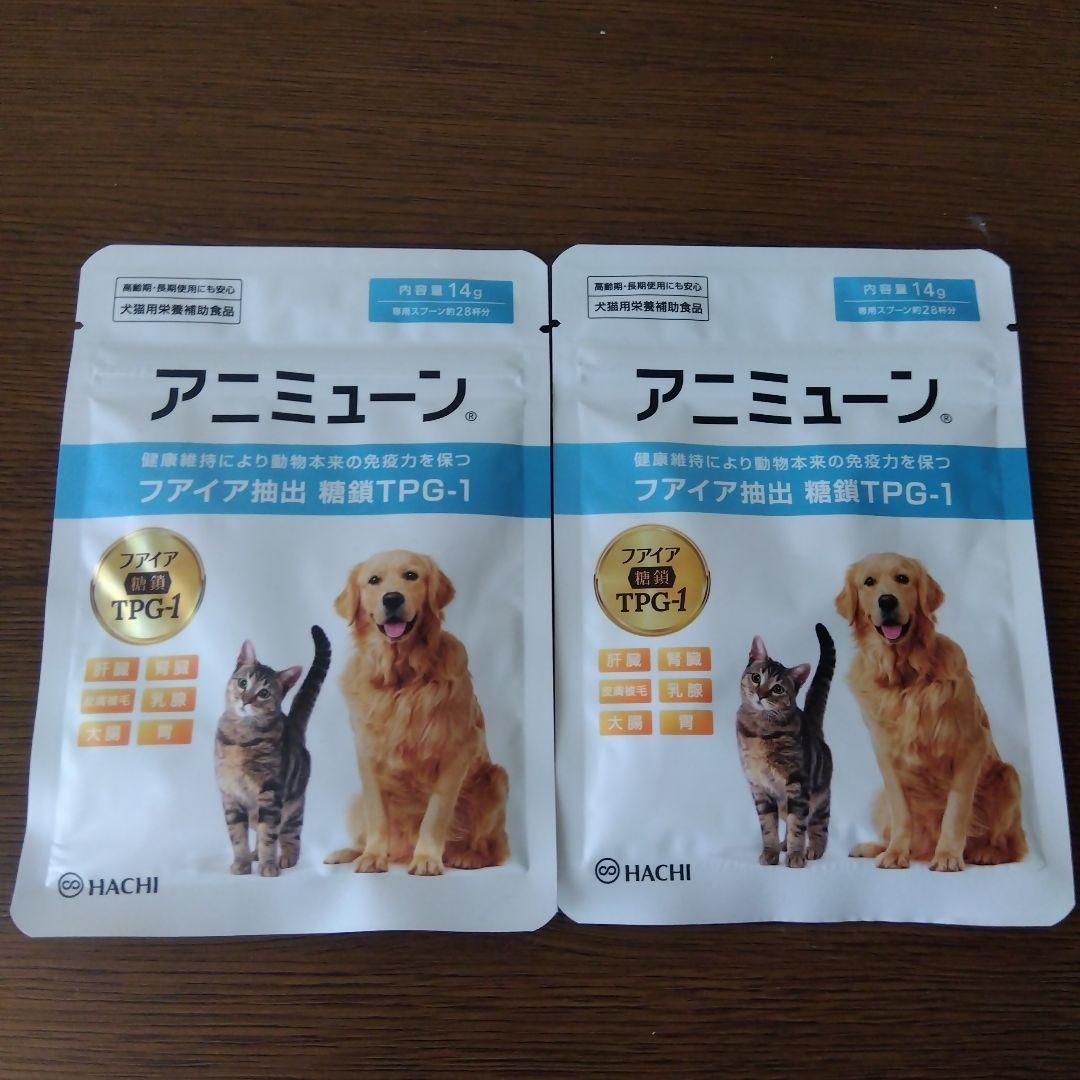 高齢期・長期使用にも安心
犬猫用栄養補助食品
内容量 14g
専用スプーン約28杯分
アニミューン®
健康維持により動物本来の免疫力を保つ
フアイア抽出 糖鎖TPG-1
フアイア
糖鎖
TPG-1
肝臓 腎臓
皮膚被毛 乳腺
大腸 胃
HACHI
高齢期・長期使用にも安心
犬猫用栄養補助食品
内容量 14g
専用スプーン約28杯分
アニミューン®
健康維持により動物本来の免疫力を保つ
フアイア抽出 糖鎖TPG-1
フアイア
糖鎖
TPG-1
肝臓 腎臓
皮膚被毛 乳腺
大腸 胃
HACHI